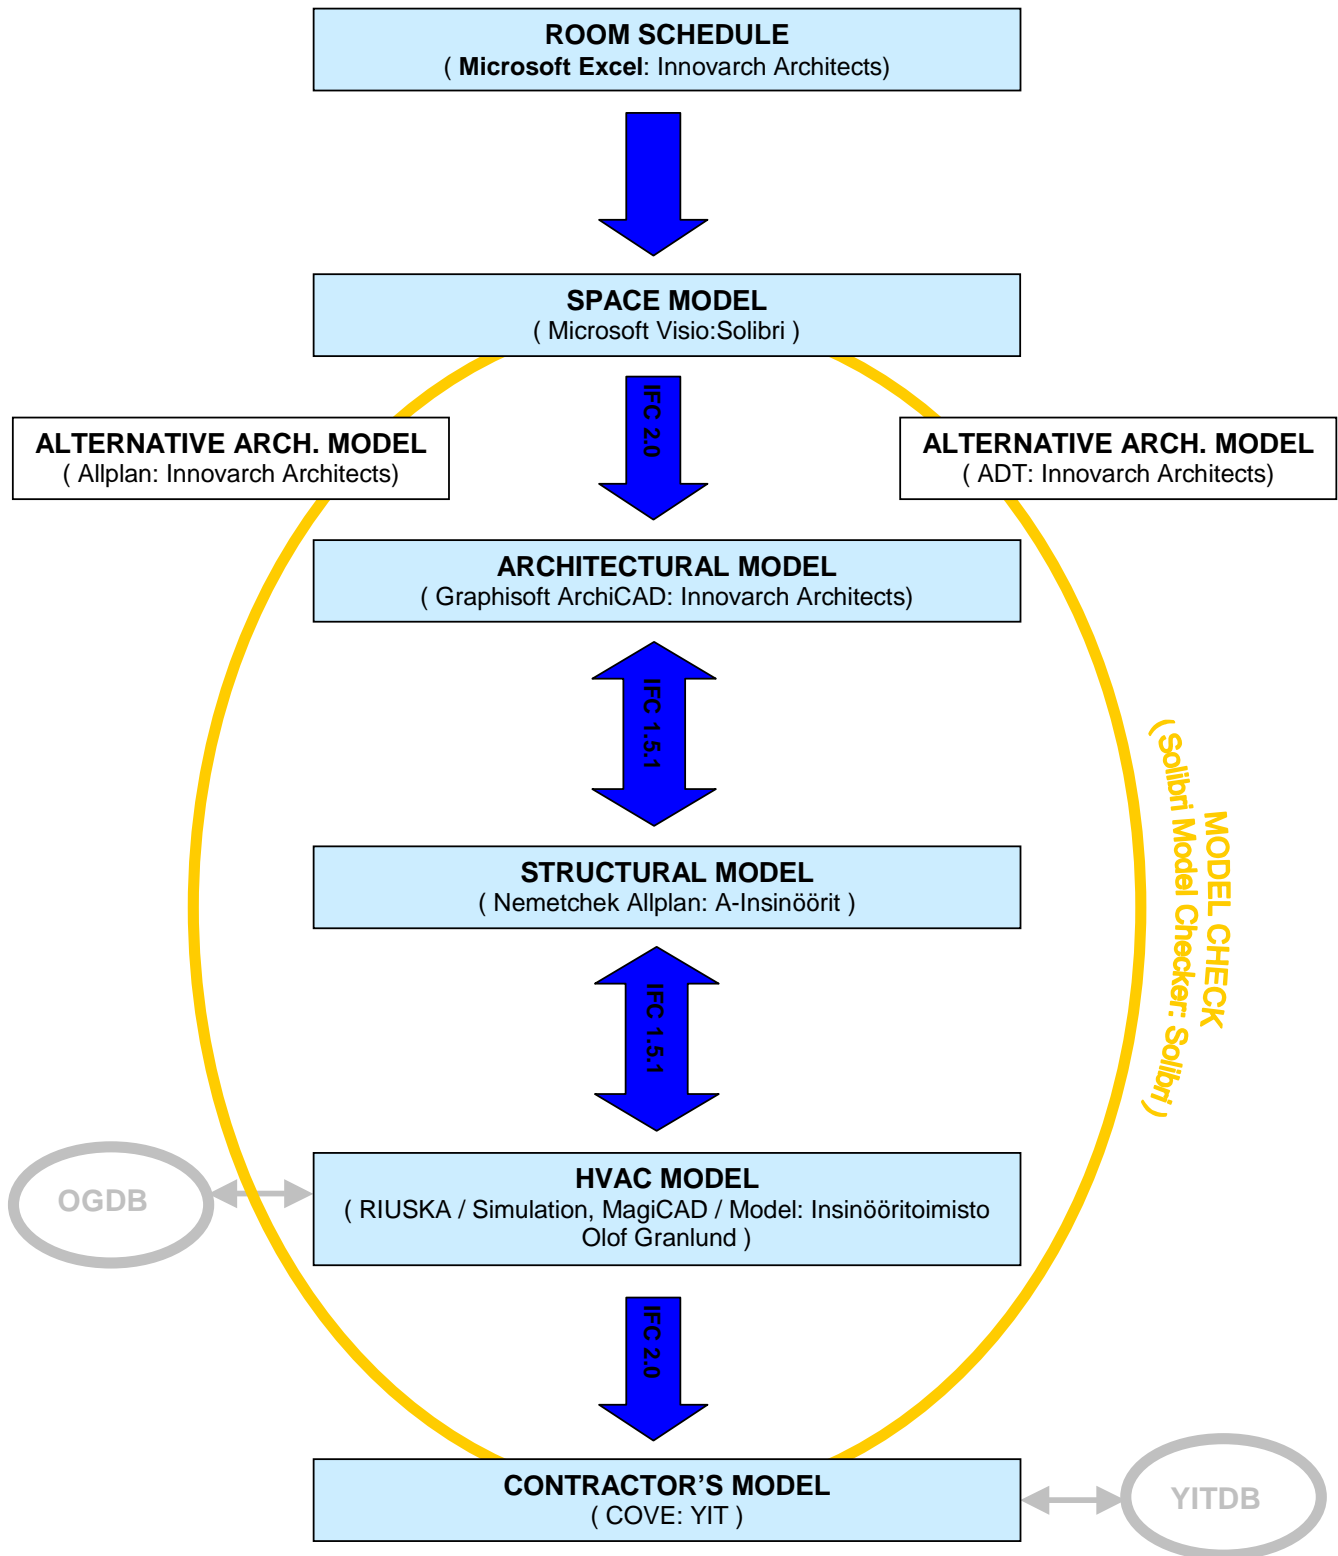 ROOM SCHEDULE
( Microsoft Excel: Innovarch Architects)
SPACE MODEL
( Microsoft Visio:Solibri )
IFC 2.0
ALTERNATIVE ARCH. MODEL
( Allplan: Innovarch Architects)
ALTERNATIVE ARCH. MODEL
( ADT: Innovarch Architects)
ARCHITECTURAL MODEL
( Graphisoft ArchiCAD: Innovarch Architects)
IFC 1.5.1
MODEL CHECK
( Solibri Model Checker: Solibri )
STRUCTURAL MODEL
( Nemetchek Allplan: A-Insinöörit )
IFC 1.5.1
OGDB
HVAC MODEL
( RIUSKA / Simulation, MagiCAD / Model: Insinööritoimisto
Olof Granlund )
IFC 2.0
CONTRACTOR'S MODEL
( COVE: YIT )
YITDB